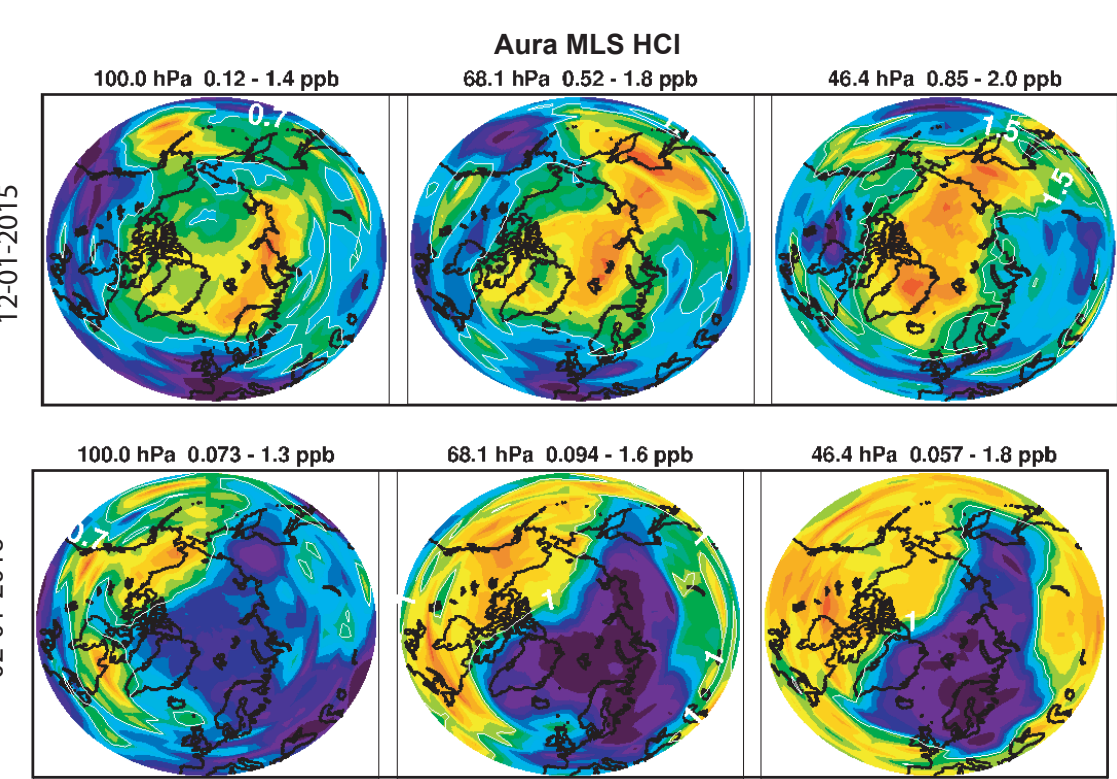 Aura MLS HCl
100.0 hPa 0.12 - 1.4 ppb
68.1 hPa 0.52 - 1.8 ppb
46.4 hPa 0.85 - 2.0 ppb
12-01-2015
0.7
1.5
1.5
100.0 hPa 0.073 - 1.3 ppb
68.1 hPa 0.094 - 1.6 ppb
46.4 hPa 0.057 - 1.8 ppb
0.7
1
1
1
1
1
1